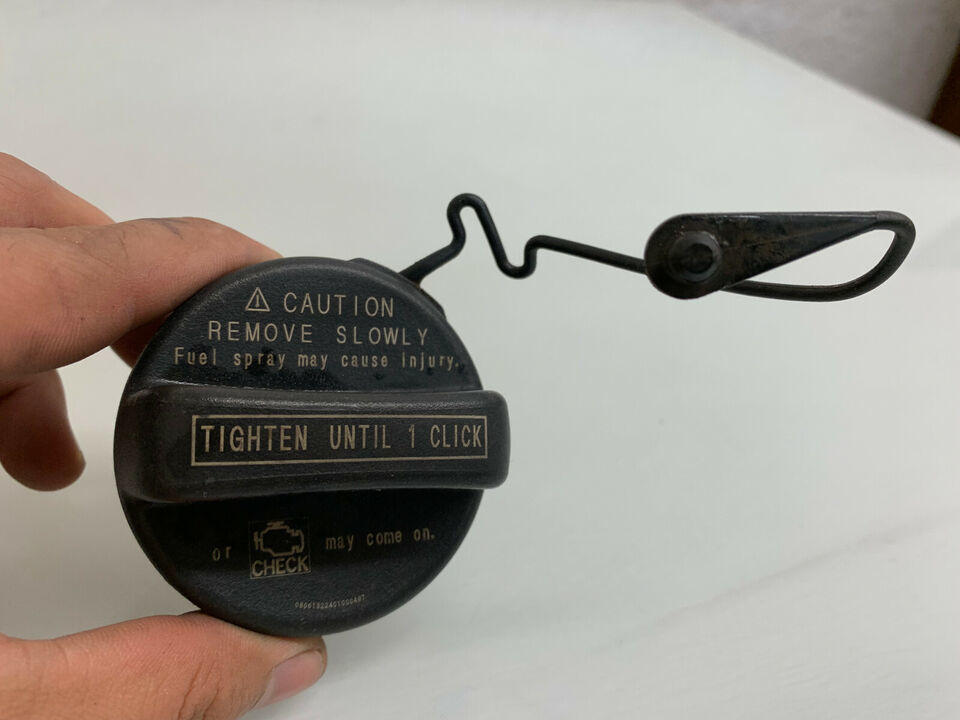 CAUTION
REMOVE SLOWLY
Fuel spray may cause injury.
TIGHTEN UNTIL 1 CLICK
or CHECK may come on.